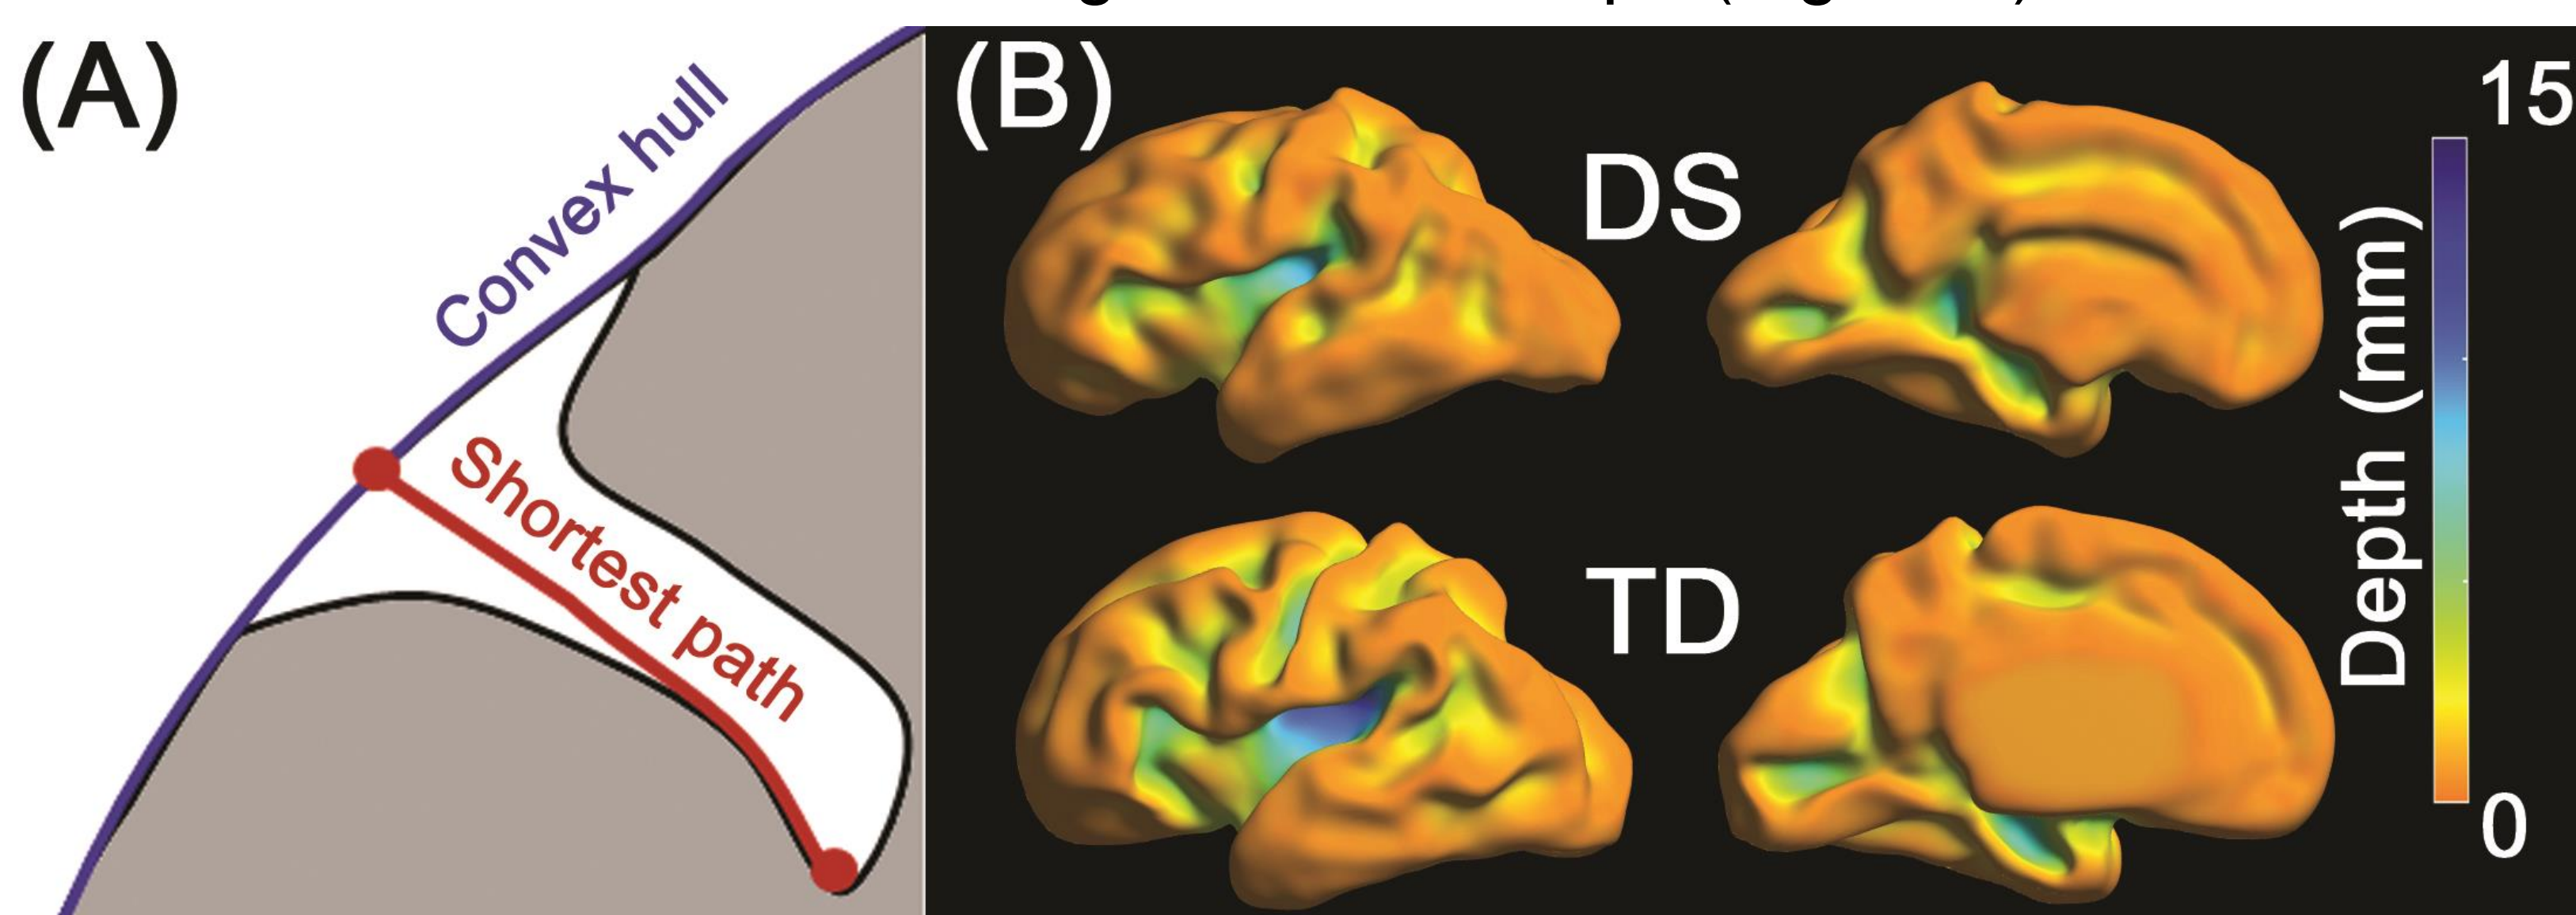 (A)
Convex hull
Shortest path
(B)
DS
TD
15
Depth (mm)
0